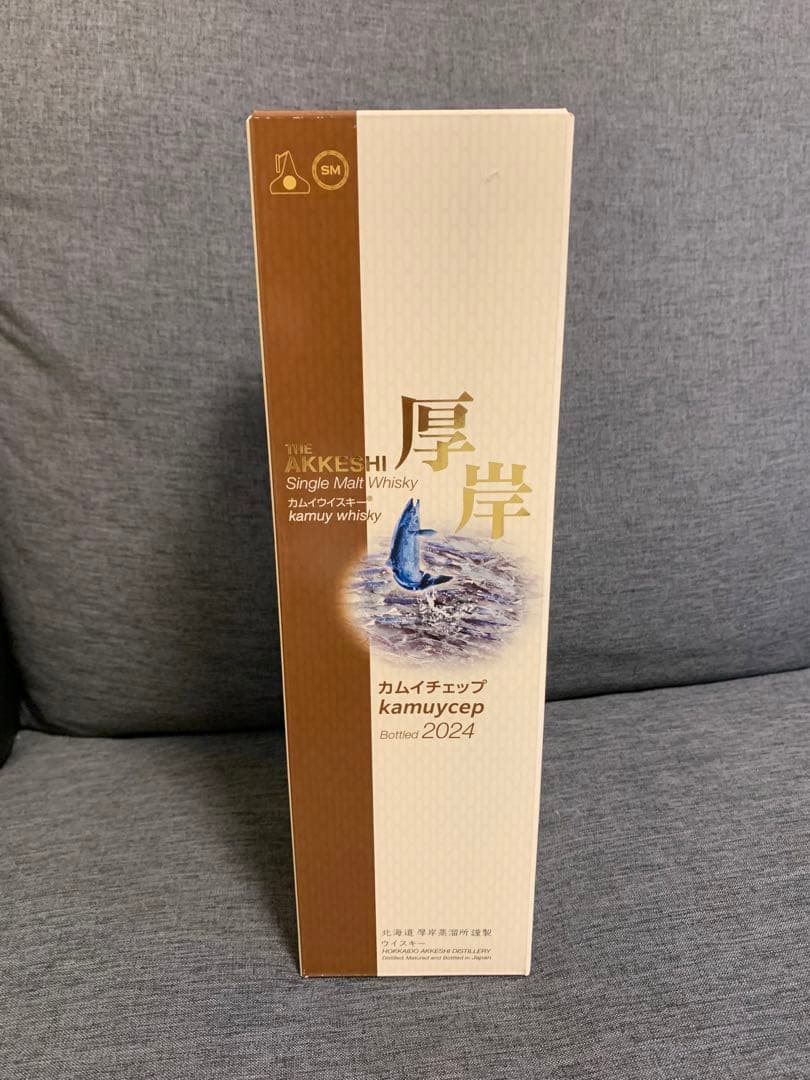 SM
厚岸
THE
AKKESHI
Single Malt Whisky
カムイウイスキー®
kamuy whisky
カムイチェップ
kamuycep
Bottled 2024
北海道 厚岸蒸溜所 謹製
ウイスキー
HOKKAIDO AKKESHI DISTILLERY
Distilled, Matured and Bottled in Japan